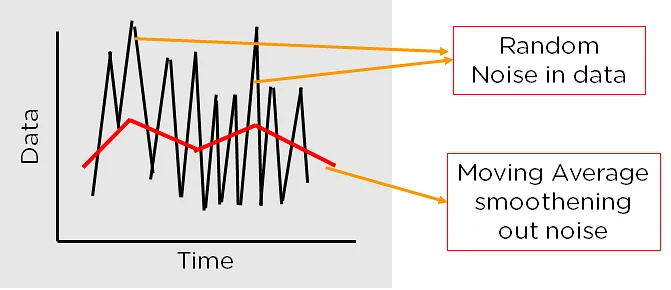 Data
Time
Random
Noise in data
Moving Average
smoothening
out noise